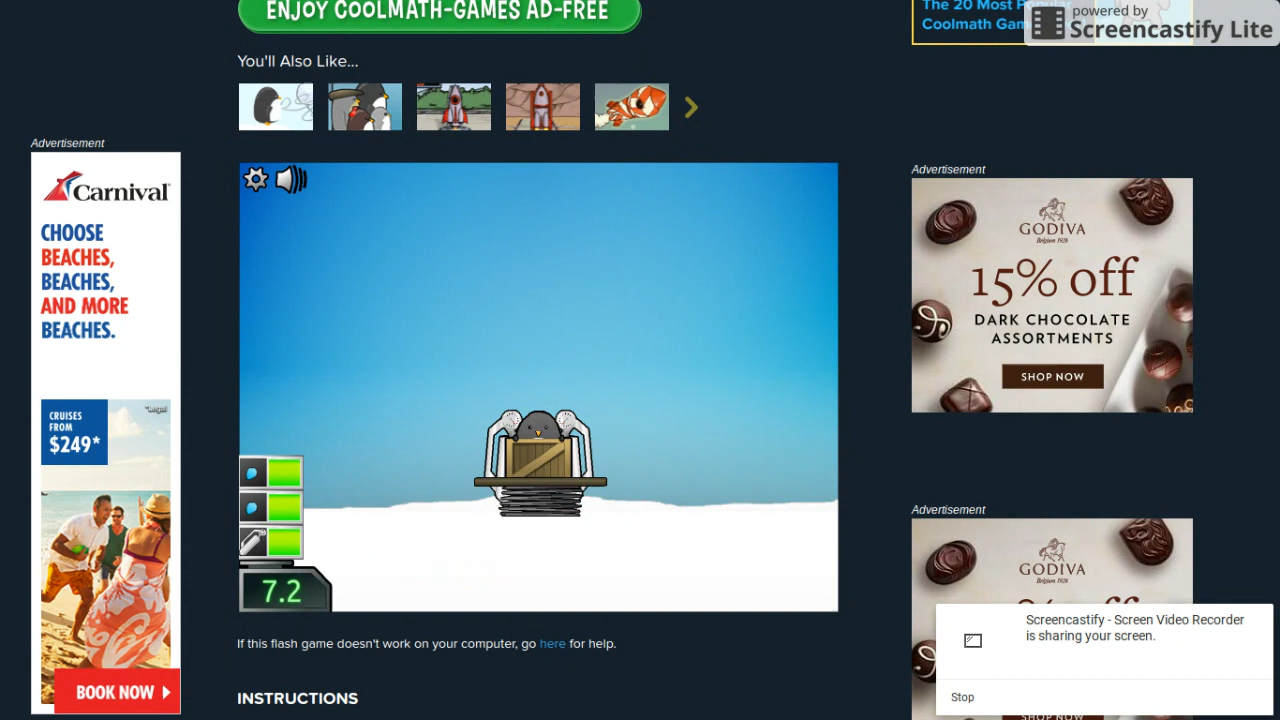 ENJOY COOLMATH-GAMES AD-FREE
The 20 Most Popular
Coolmath Gam
powered by
Screencastify Lite
You'll Also Like...
Advertisement
Carnival
CHOOSE
BEACHES,
BEACHES,
AND MORE
BEACHES.
CRUISES
FROM
$249*
*Legal
BOOK NOW
7.2
If this flash game doesn't work on your computer, go here for help.
INSTRUCTIONS
Advertisement
GODIVA
Belgium 1926
15% off
DARK CHOCOLATE
ASSORTMENTS
SHOP NOW
Advertisement
GODIVA
Belgium 1926
Screencastify - Screen Video Recorder
is sharing your screen.
Stop
SHOP NOW